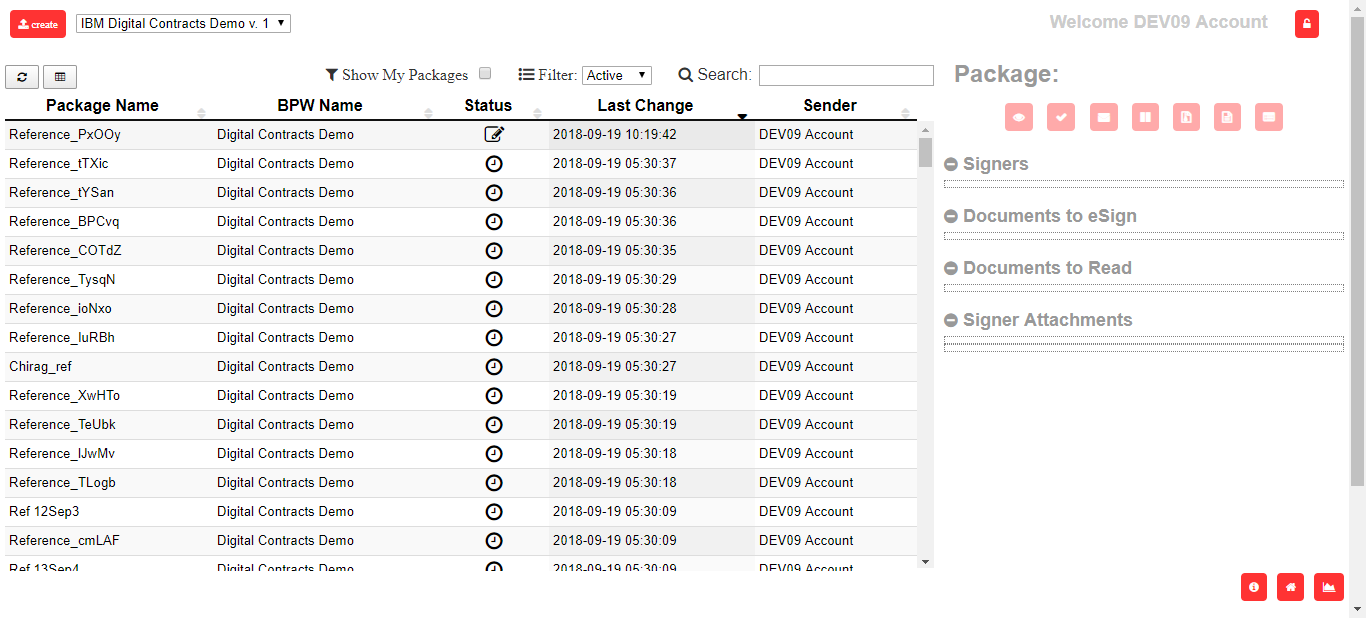 create IBM Digital Contracts Demo v. 1 Welcome DEV09 Account
Show My Packages Filter: Active Search: Package:
Package Name BPW Name Status Last Change Sender
Reference_PxOOy Digital Contracts Demo 2018-09-19 10:19:42 DEV09 Account
Reference_tTXic Digital Contracts Demo 2018-09-19 05:30:37 DEV09 Account
Signers
Reference_tYSan Digital Contracts Demo 2018-09-19 05:30:36 DEV09 Account
Reference_BPCvq Digital Contracts Demo 2018-09-19 05:30:36 DEV09 Account
Documents to eSign
Reference_COTdZ Digital Contracts Demo 2018-09-19 05:30:35 DEV09 Account
Reference_TysqN Digital Contracts Demo 2018-09-19 05:30:29 DEV09 Account
Documents to Read
Reference_ioNxo Digital Contracts Demo 2018-09-19 05:30:28 DEV09 Account
Signer Attachments
Reference_IuRBh Digital Contracts Demo 2018-09-19 05:30:27 DEV09 Account
Chirag_ref Digital Contracts Demo 2018-09-19 05:30:27 DEV09 Account
Reference_XwHTo Digital Contracts Demo 2018-09-19 05:30:19 DEV09 Account
Reference_TeUbk Digital Contracts Demo 2018-09-19 05:30:19 DEV09 Account
Reference_IJwMv Digital Contracts Demo 2018-09-19 05:30:18 DEV09 Account
Reference_TLogb Digital Contracts Demo 2018-09-19 05:30:18 DEV09 Account
Ref 12Sep3 Digital Contracts Demo 2018-09-19 05:30:09 DEV09 Account
Reference_cmLAF Digital Contracts Demo 2018-09-19 05:30:09 DEV09 Account
Ref 13Sep4 Digital Contracts Demo 2018-09-19 05:30:09 DEV09 Account